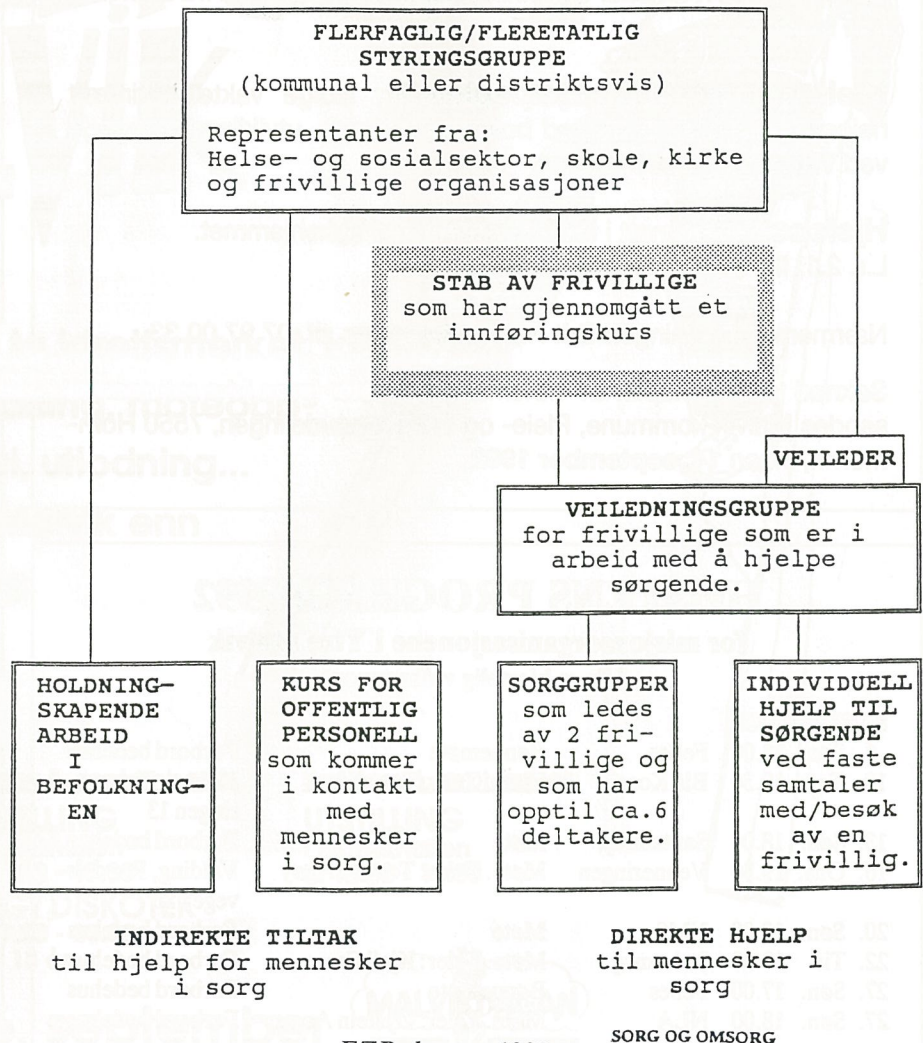 FLERFAGLIG/FLERETATLIG
STYRINGSGRUPPE
(kommunal eller distriktsvis)
Representanter fra:
Helse- og sosialsektor, skole, kirke
og frivillige organisasjoner
STAB AV FRIVILLIGE
som har gjennomgått et
innføringskurs
VEILEDER
VEILEDNINGSGRUPPE
for frivillige som er i
arbeid med å hjelpe
sørgende.
HOLDNING-
SKAPENDE
ARBEID
I
BEFOLKNING-
EN
KURS FOR
OFFENTLIG
PERSONELL
som kommer
i kontakt
med
mennesker
i sorg.
SORGGRUPPER
som ledes
av 2 fri-
villige og
som har
opptil ca.6
deltakere.
INDIVIDUELL
HJELP TIL
SØRGENDE
ved faste
samtaler
med/besøk
av en
frivillig.
INDIREKTE TILTAK
til hjelp for mennesker
i sorg
DIREKTE HJELP
til mennesker i
sorg
SORG OG OMSORG